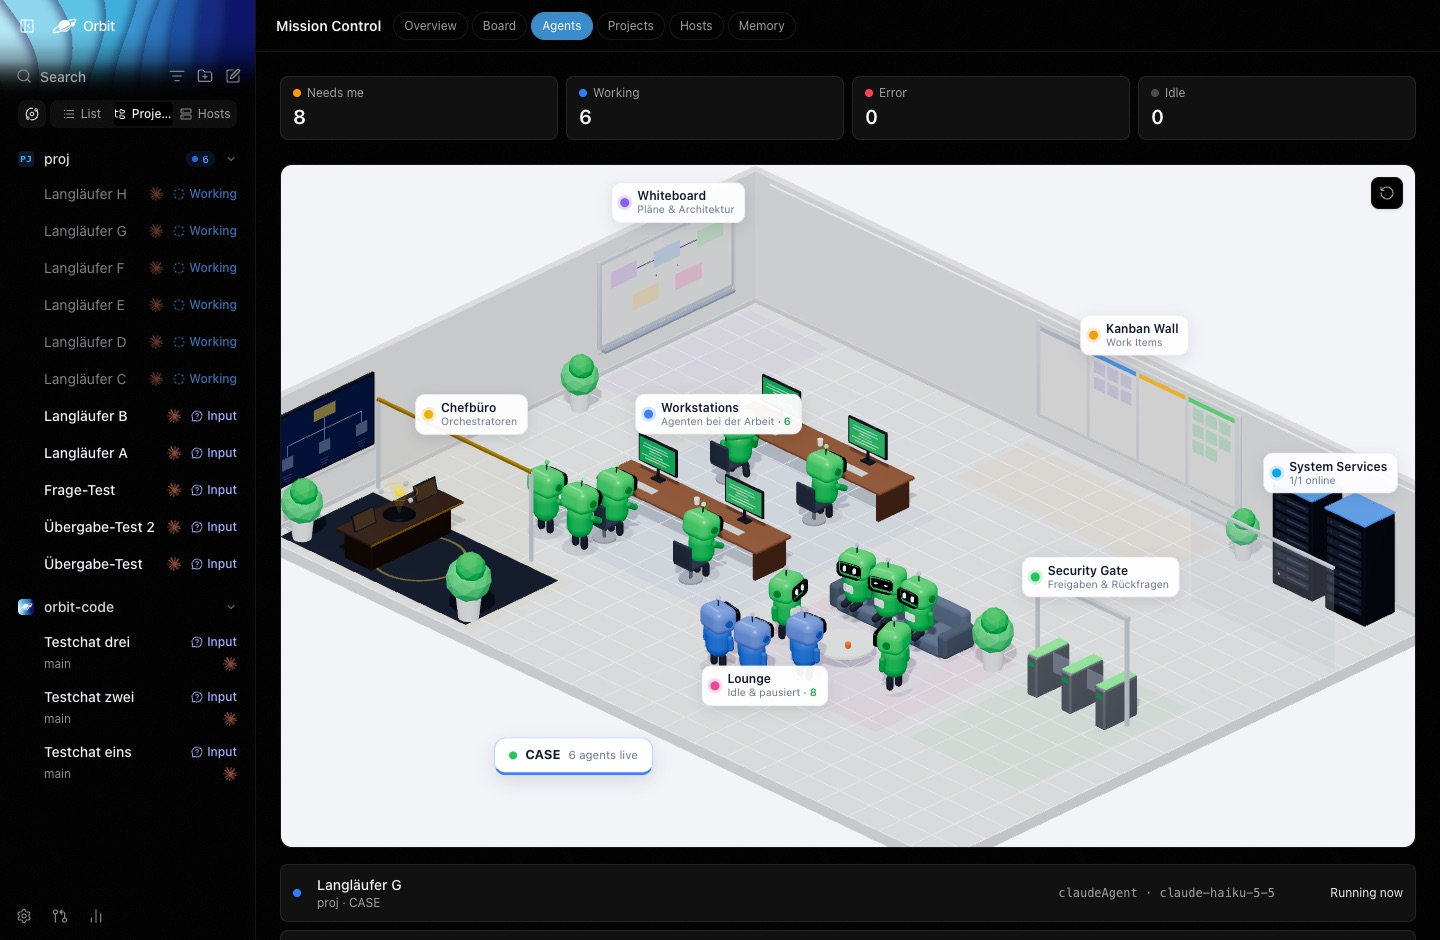 Orbit
Search
List
Proje...
Hosts
PJ
proj
6
Langläufer H
Working
Langläufer G
Working
Langläufer F
Working
Langläufer E
Working
Langläufer D
Working
Langläufer C
Working
Langläufer B
Input
Langläufer A
Input
Frage-Test
Input
Übergabe-Test 2
Input
Übergabe-Test
Input
orbit-code
Testchat drei
Input
main
Testchat zwei
Input
main
Testchat eins
Input
main
Mission Control
Overview
Board
Agents
Projects
Hosts
Memory
Needs me
8
Working
6
Error
0
Idle
0
Whiteboard
Pläne & Architektur
Kanban Wall
Work Items
Chefbüro
Orchestratoren
Workstations
Agenten bei der Arbeit · 6
System Services
1/1 online
Security Gate
Freigaben & Rückfragen
Lounge
Idle & pausiert · 8
CASE 6 agents live
Langläufer G
proj · CASE
claudeAgent · claude-haiku-5-5
Running now